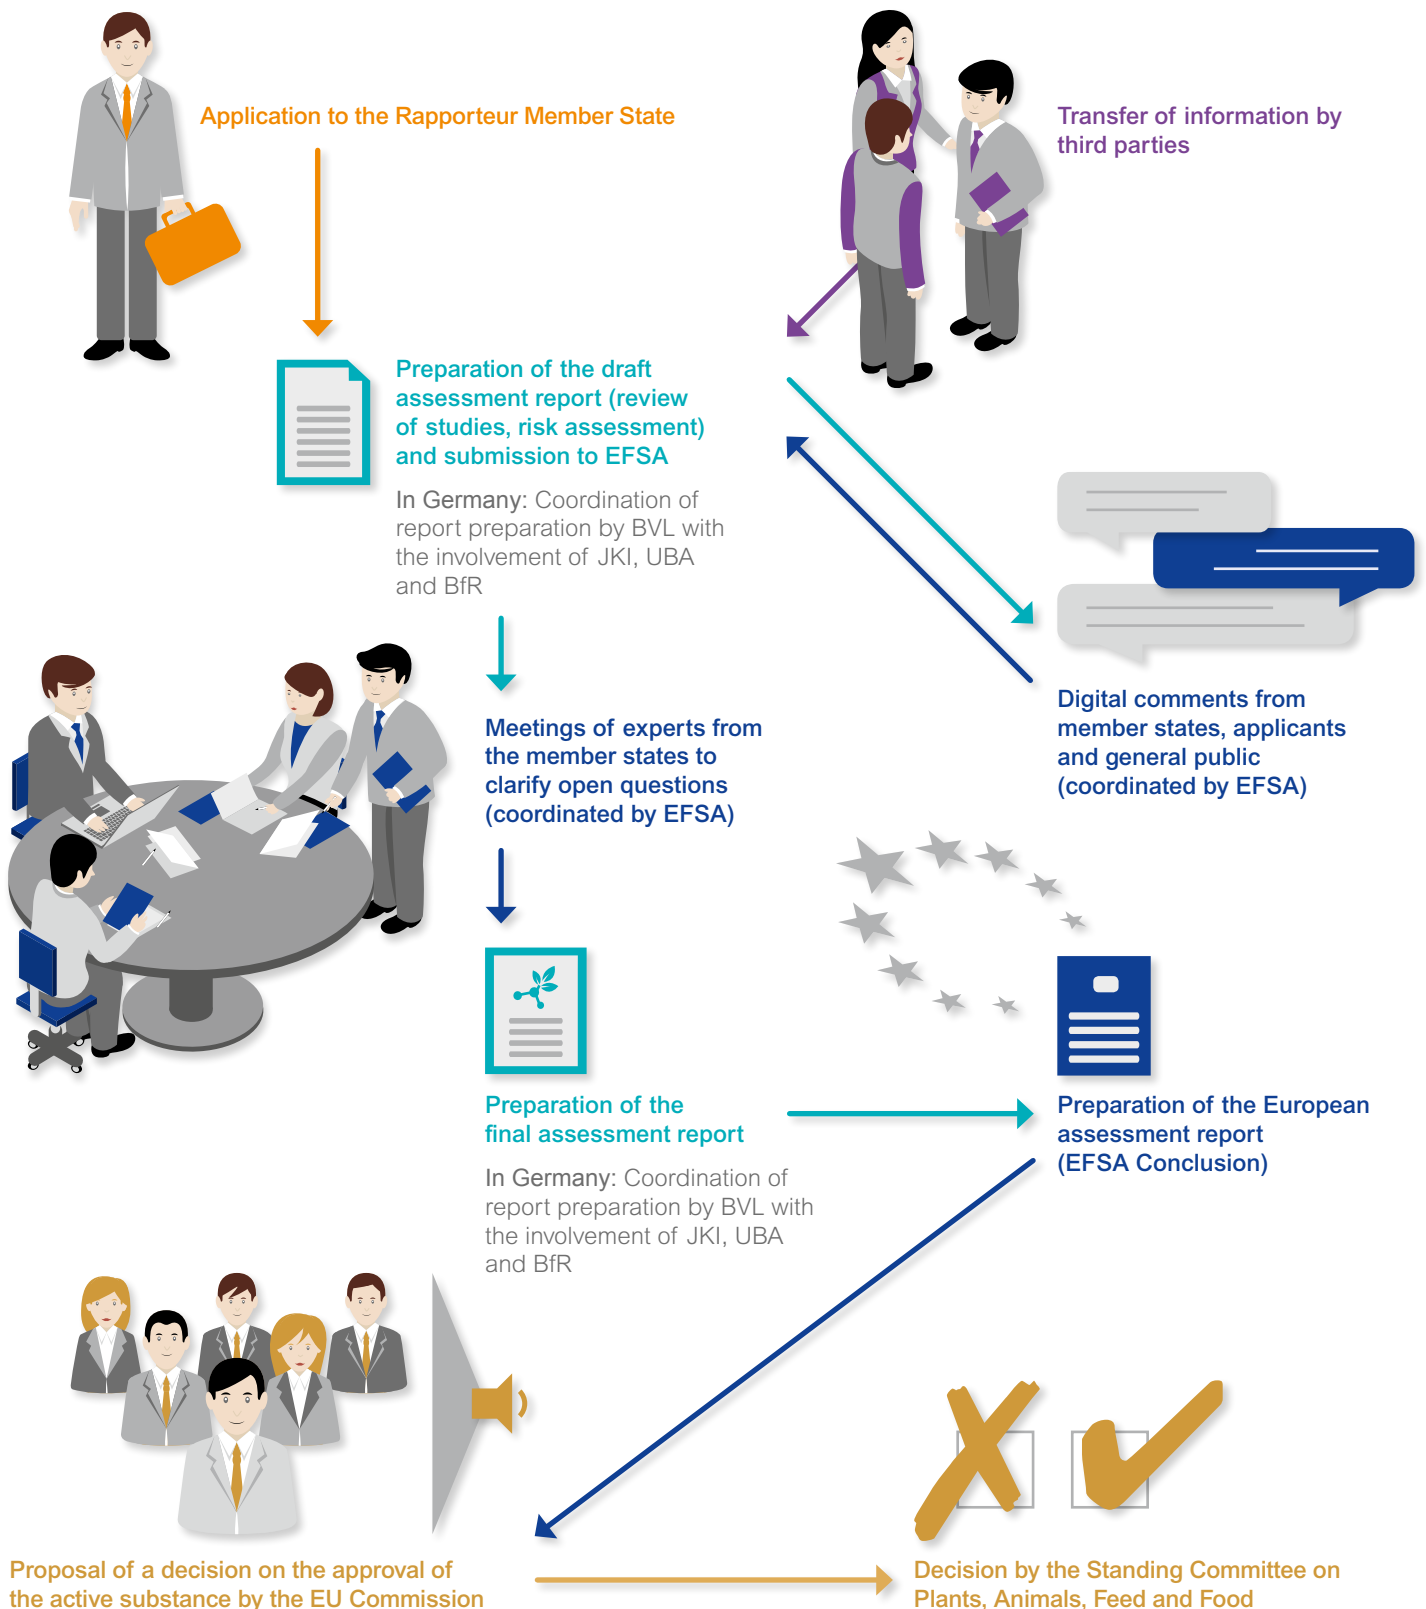 Application to the Rapporteur Member State
Transfer of information by
third parties
Preparation of the draft
assessment report (review
of studies, risk assessment)
and submission to EFSA
In Germany: Coordination of
report preparation by BVL with
the involvement of JKI, UBA
and BfR
Digital comments from
member states, applicants
and general public
(coordinated by EFSA)
Meetings of experts from
the member states to
clarify open questions
(coordinated by EFSA)
Preparation of the
final assessment report
In Germany: Coordination of
report preparation by BVL with
the involvement of JKI, UBA
and BfR
Preparation of the European
assessment report
(EFSA Conclusion)
Proposal of a decision on the approval of
the active substance by the EU Commission
Decision by the Standing Committee on
Plants, Animals, Feed and Food